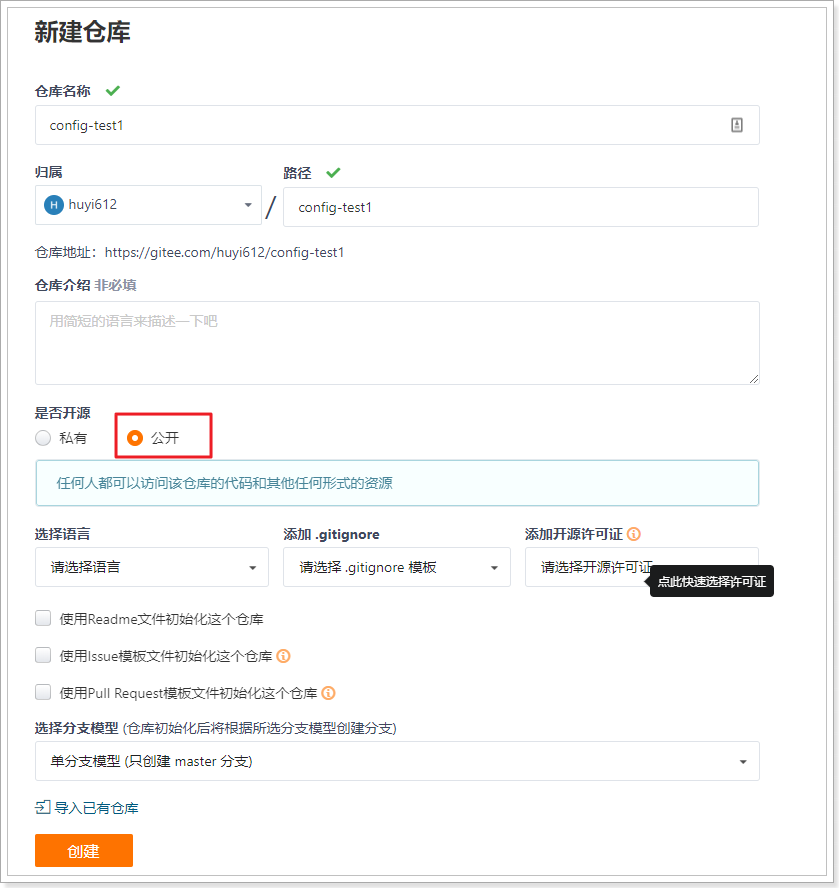 新建仓库
仓库名称
config-test1
归属
路径
H huyi612 / config-test1
仓库地址：https://gitee.com/huyi612/config-test1
仓库介绍 非必填
用简短的语言来描述一下吧
是否开源
私有 公开
任何人都可以访问该仓库的代码和其他任何形式的资源
选择语言 添加 .gitignore 添加开源许可证
请选择语言 请选择 .gitignore 模板 请选择开源许可证
点此快速选择许可证
使用Readme文件初始化这个仓库
使用Issue模板文件初始化这个仓库
使用Pull Request模板文件初始化这个仓库
选择分支模型 (仓库初始化后将根据所选分支模型创建分支)
单分支模型 (只创建 master 分支)
导入已有仓库
创建